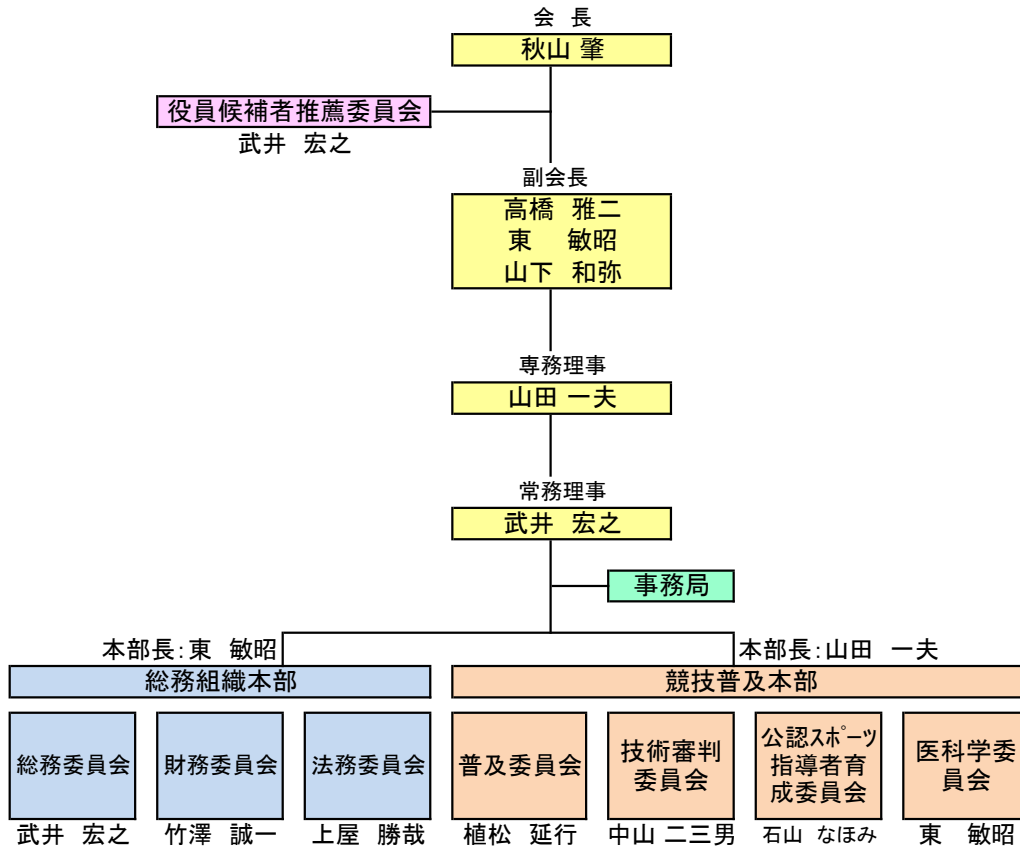 会 長
秋山 肇
役員候補者推薦委員会
武井 宏之
副会長
高橋 雅二
東 敏昭
山下 和弥
専務理事
山田 一夫
常務理事
武井 宏之
事務局
本部長：東 敏昭
本部長：山田 一夫
総務組織本部
競技普及本部
総務委員会
財務委員会
法務委員会
普及委員会
技術審判
委員会
公認スポーツ
指導者育
成委員会
医科学委
員会
武井 宏之
竹澤 誠一
上屋 勝哉
植松 延行
中山 二三男
石山 なほみ
東 敏昭